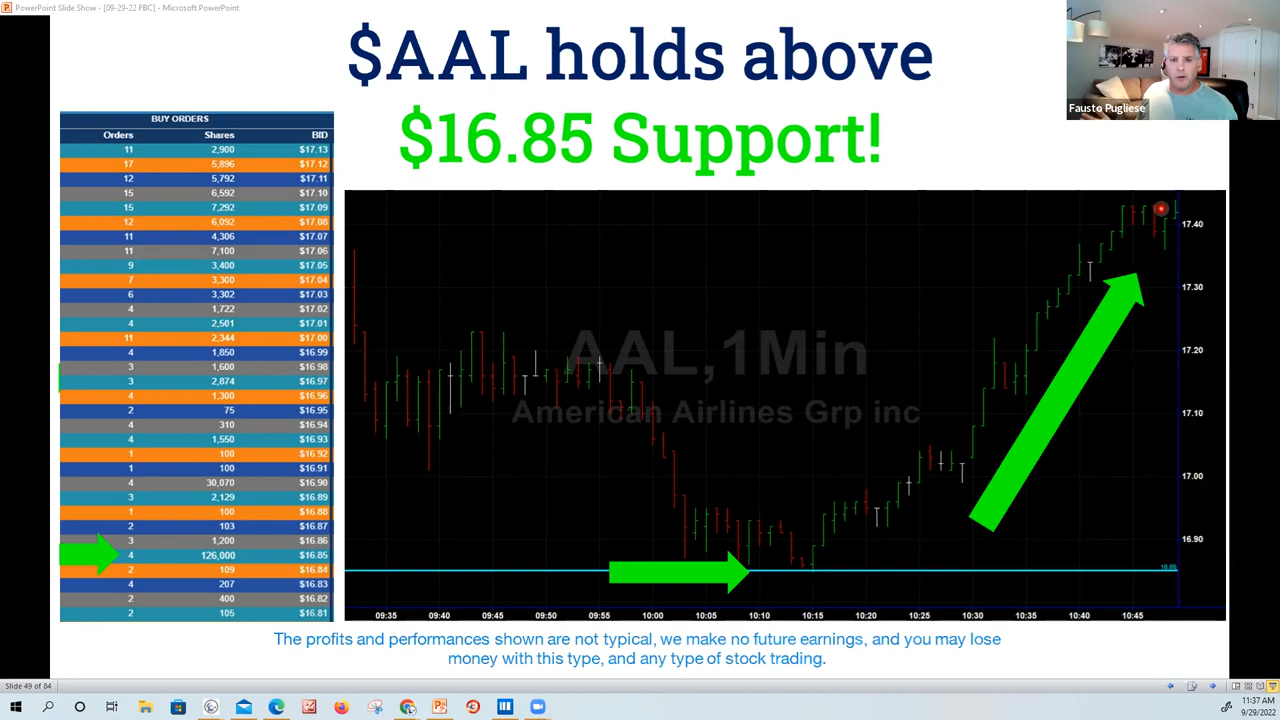 PowerPoint Slide Show - [09-29-22 FBC] - Microsoft PowerPoint
$AAL holds above
$16.85 Support!
Fausto Pugliese
BUY ORDERS
Orders Shares BID
11 2,900 $17.13
17 5,896 $17.12
12 5,792 $17.11
15 6,592 $17.10
15 7,292 $17.09
12 6,092 $17.08
11 4,306 $17.07
11 7,100 $17.06
9 3,400 $17.05
7 3,300 $17.04
6 3,302 $17.03
4 1,722 $17.02
4 2,501 $17.01
11 2,344 $17.00
4 1,850 $16.99
3 1,600 $16.98
3 2,874 $16.97
4 1,300 $16.96
2 75 $16.95
4 310 $16.94
4 1,550 $16.93
1 100 $16.92
1 100 $16.91
4 30,070 $16.90
3 2,129 $16.89
1 100 $16.88
2 103 $16.87
3 1,200 $16.86
4 126,000 $16.85
2 109 $16.84
4 207 $16.83
2 400 $16.82
2 105 $16.81
AAL,1Min
American Airlines Grp inc
17.40
17.30
17.20
17.10
17.00
16.90
16.85
09:35 09:40 09:45 09:50 09:55 10:00 10:05 10:10 10:15 10:20 10:25 10:30 10:35 10:40 10:45
The profits and performances shown are not typical, we make no future earnings, and you may lose
money with this type, and any type of stock trading.
Slide 49 of 84
11:37 AM
9/29/2022